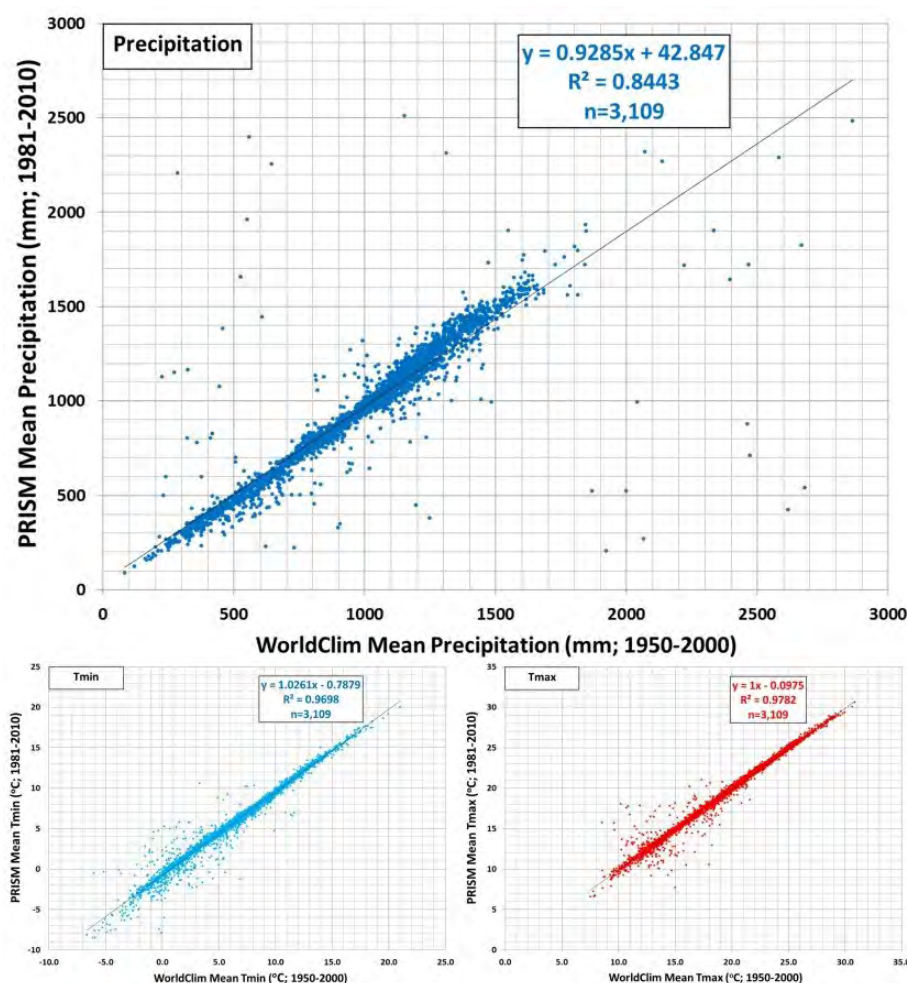 Precipitation
y = 0.9285x + 42.847
R² = 0.8443
n=3,109
PRISM Mean Precipitation (mm; 1981-2010)
3000
2500
2000
1500
1000
500
0
0 500 1000 1500 2000 2500 3000
WorldClim Mean Precipitation (mm; 1950-2000)
Tmin
y = 1.0261x - 0.7879
R² = 0.9698
n=3,109
PRISM Mean Tmin (°C; 1981-2010)
25
20
15
10
5
0
-5
-10
-10.0 -5.0 0.0 5.0 10.0 15.0 20.0 25.0
WorldClim Mean Tmin (°C; 1950-2000)
Tmax
y = 1x - 0.0975
R² = 0.9782
n=3,109
PRISM Mean Tmax (°C; 1981-2010)
35
30
25
20
15
10
5
0
0.0 5.0 10.0 15.0 20.0 25.0 30.0 35.0
WorldClim Mean Tmax (°C; 1950-2000)